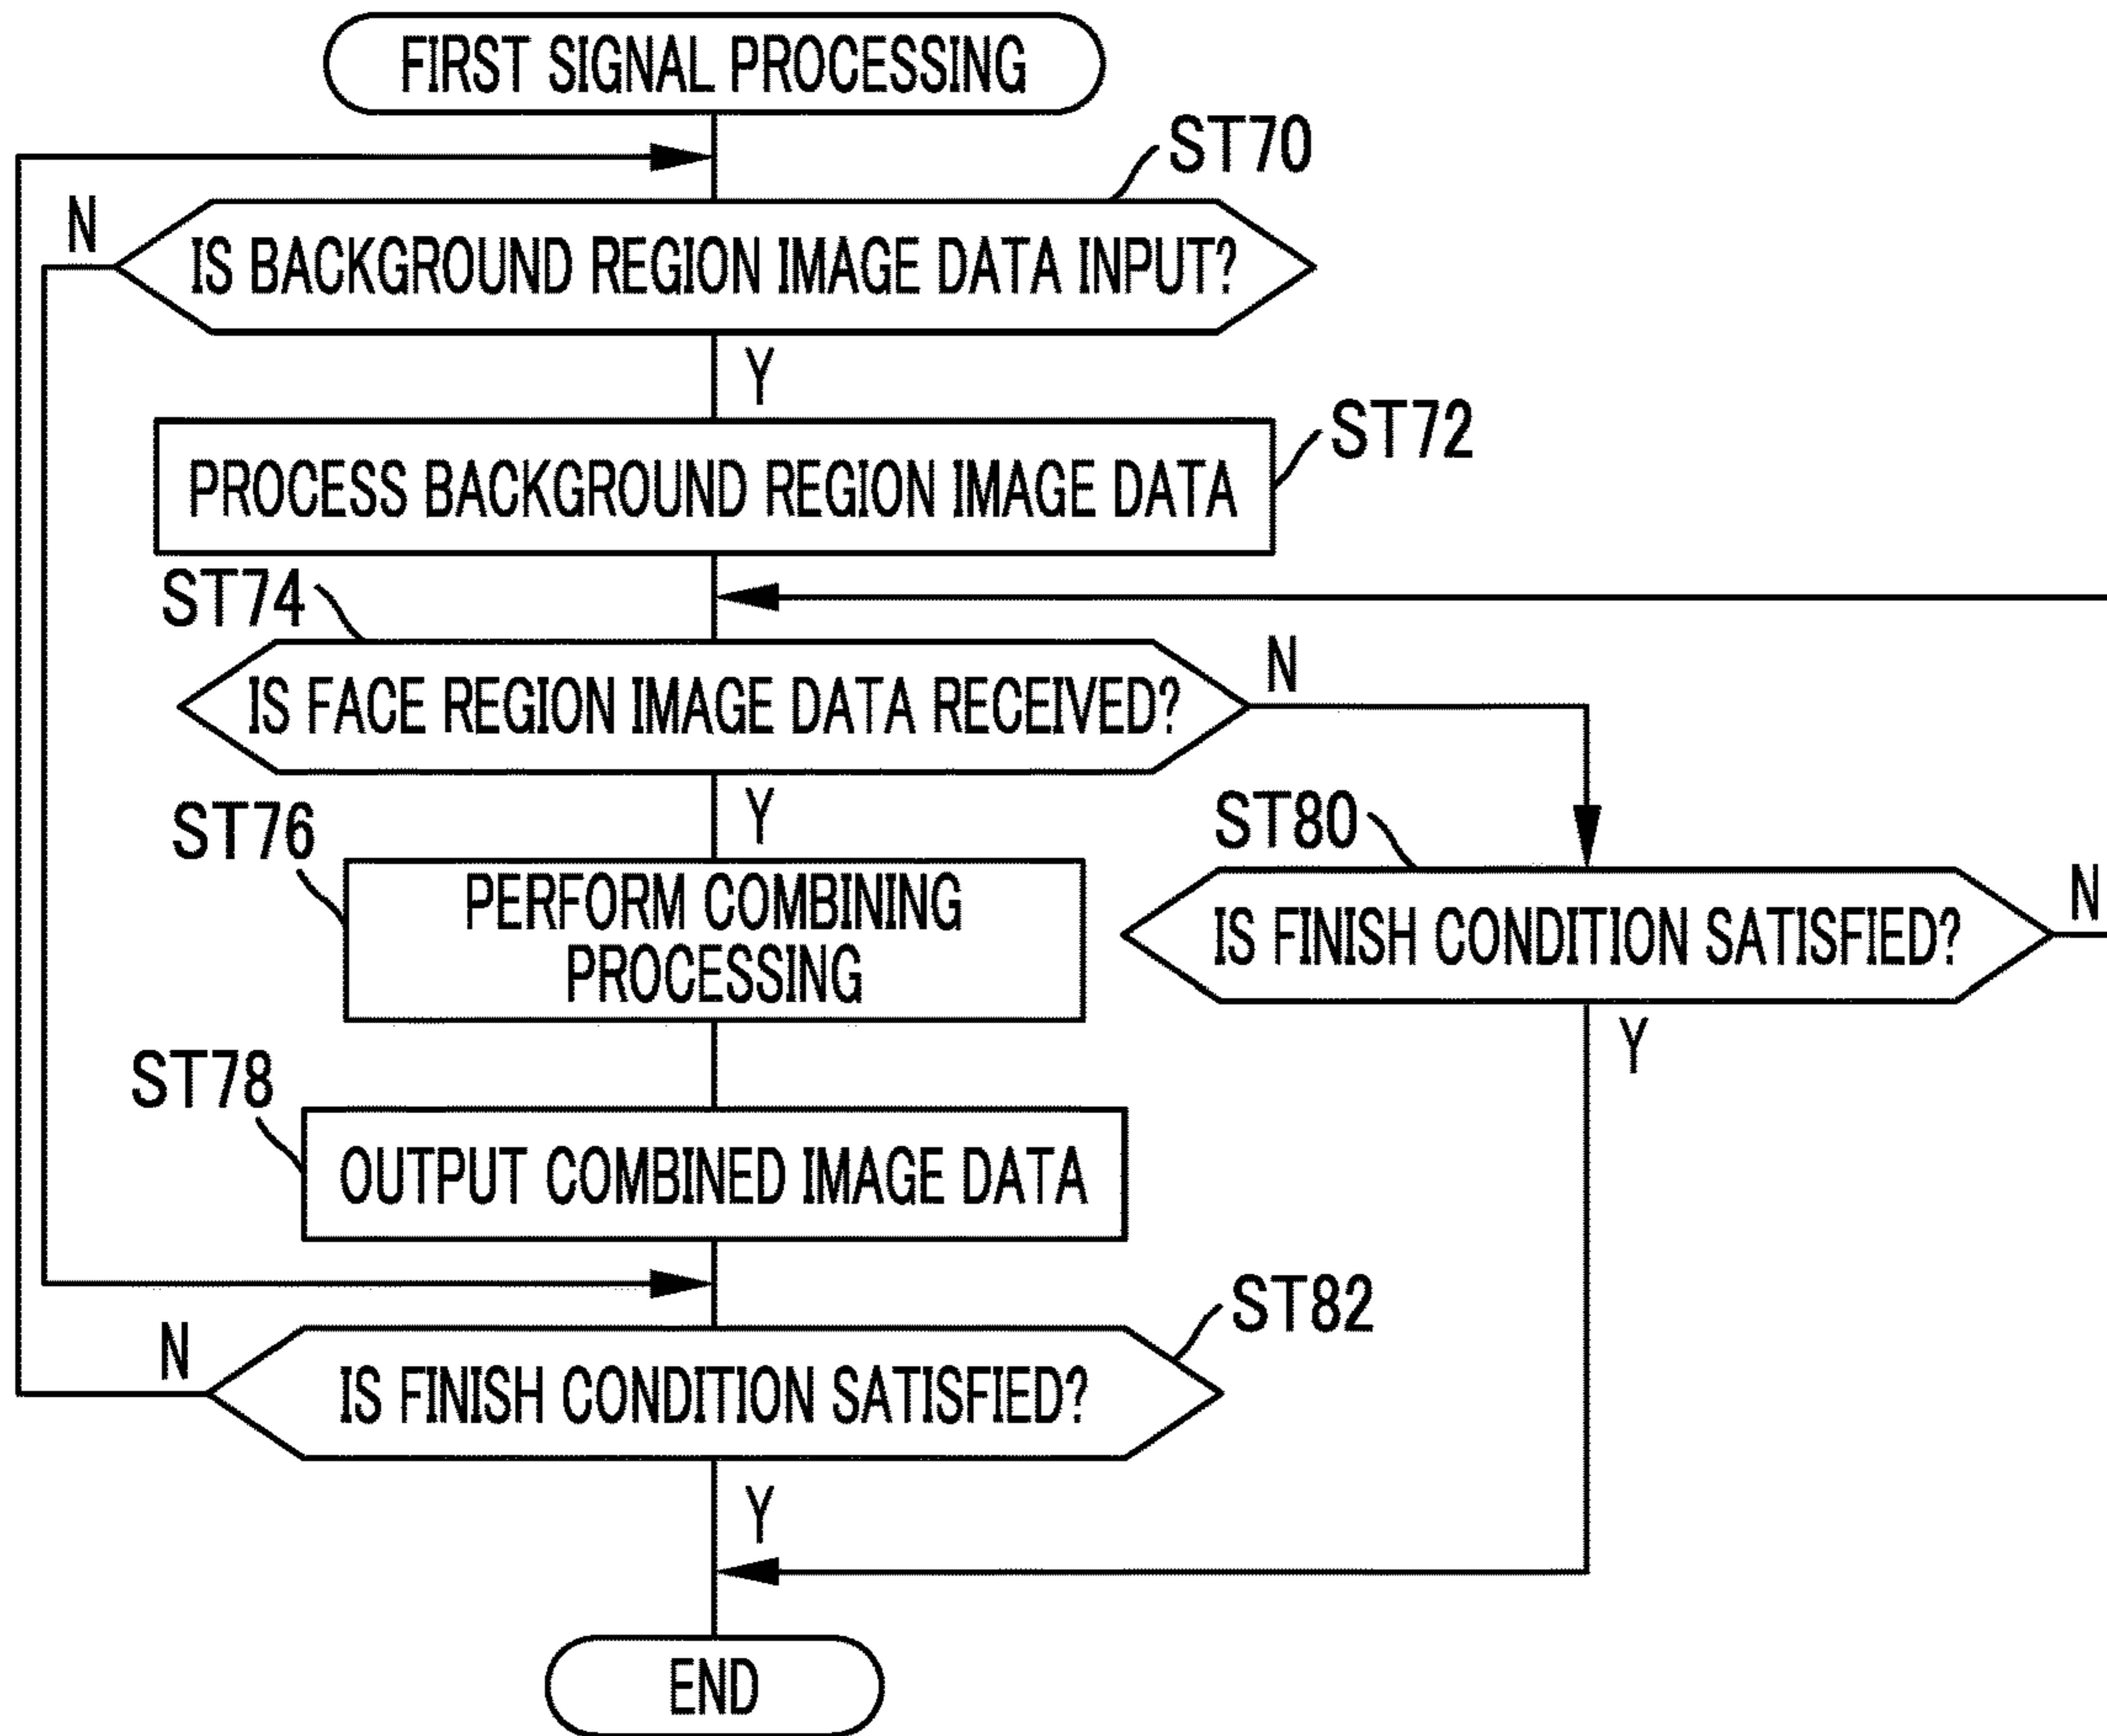 FIRST SIGNAL PROCESSING
ST70
N
IS BACKGROUND REGION IMAGE DATA INPUT?
Y
ST72
PROCESS BACKGROUND REGION IMAGE DATA
ST74
N
IS FACE REGION IMAGE DATA RECEIVED?
Y
ST76
PERFORM COMBINING
PROCESSING
ST80
N
IS FINISH CONDITION SATISFIED?
Y
ST78
OUTPUT COMBINED IMAGE DATA
ST82
N
IS FINISH CONDITION SATISFIED?
Y
END